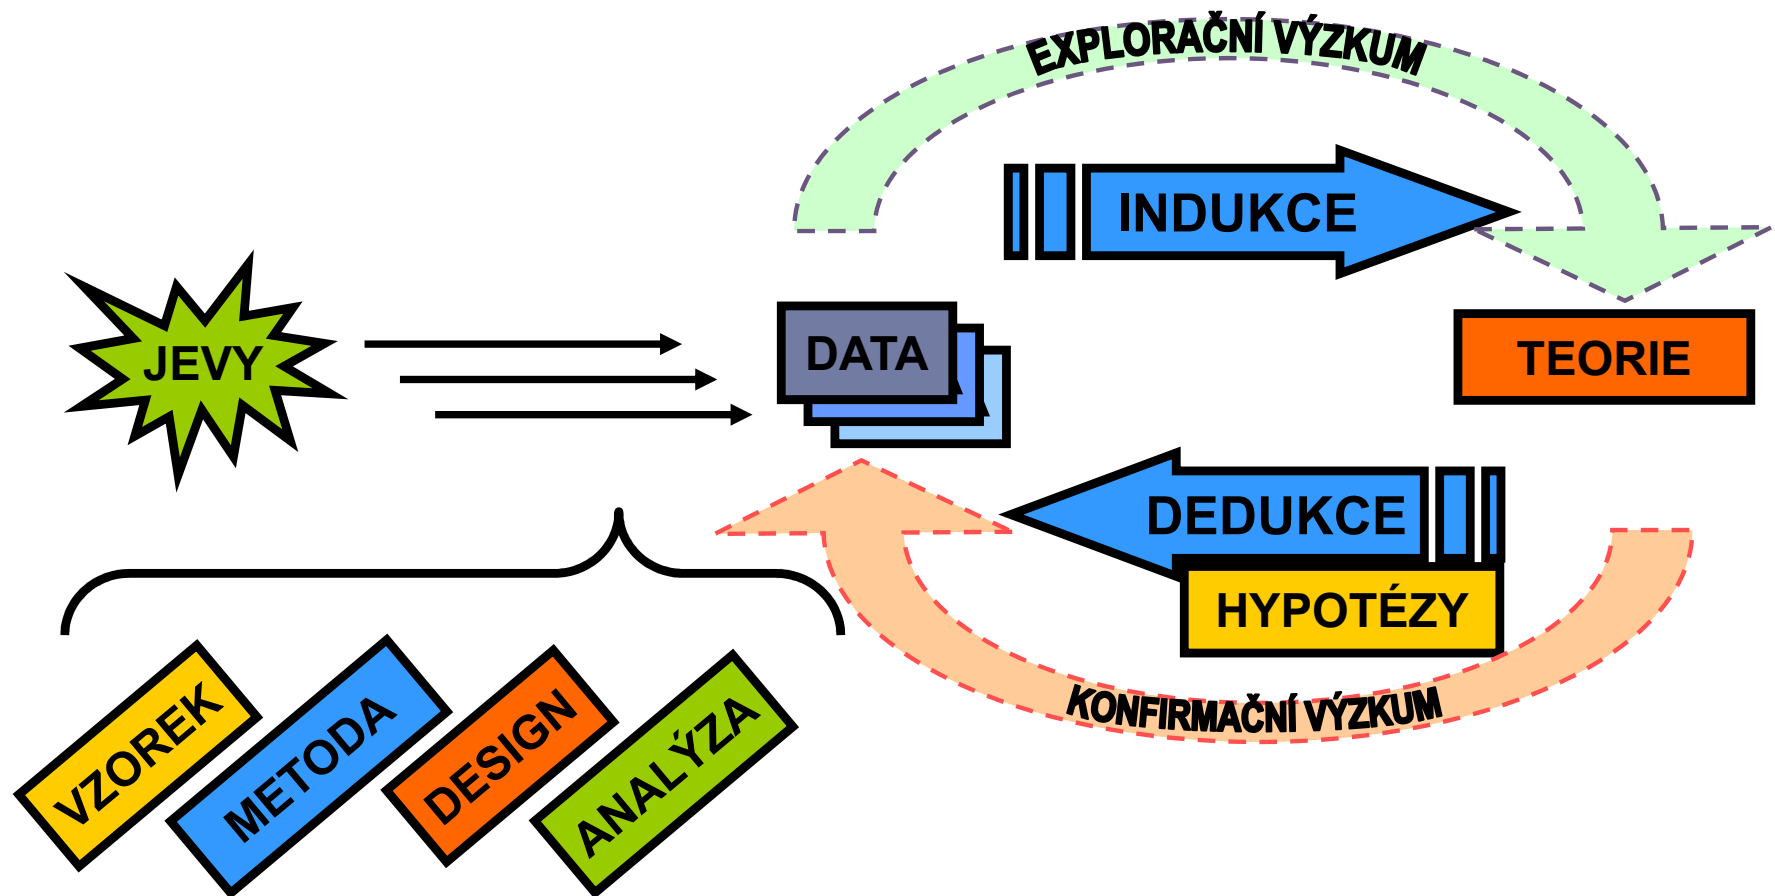 EXPLORAČNÍ VÝZKUM
INDUKCE
JEVY
DATA
TEORIE
DEDUKCE
HYPOTÉZY
KONFIRMAČNÍ VÝZKUM
VZOREK
METODA
DESIGN
ANALÝZA